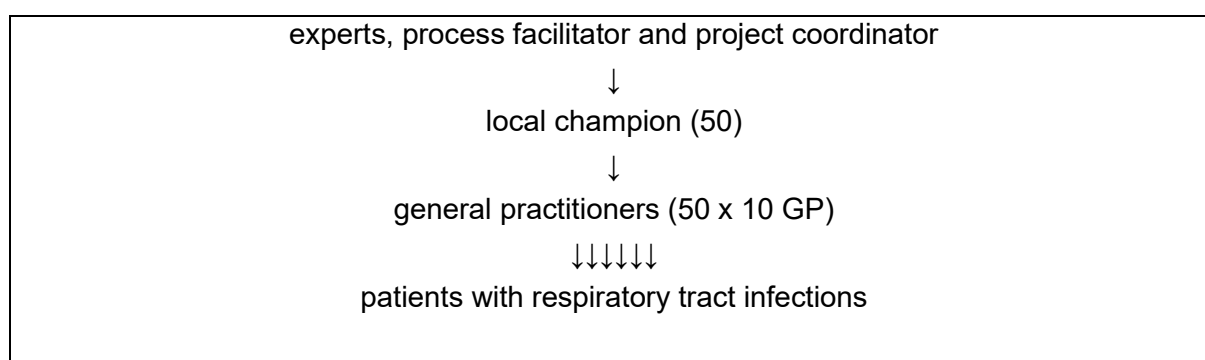 experts, process facilitator and project coordinator
↓
local champion (50)
↓
general practitioners (50 x 10 GP)
↓↓↓↓↓↓
patients with respiratory tract infections